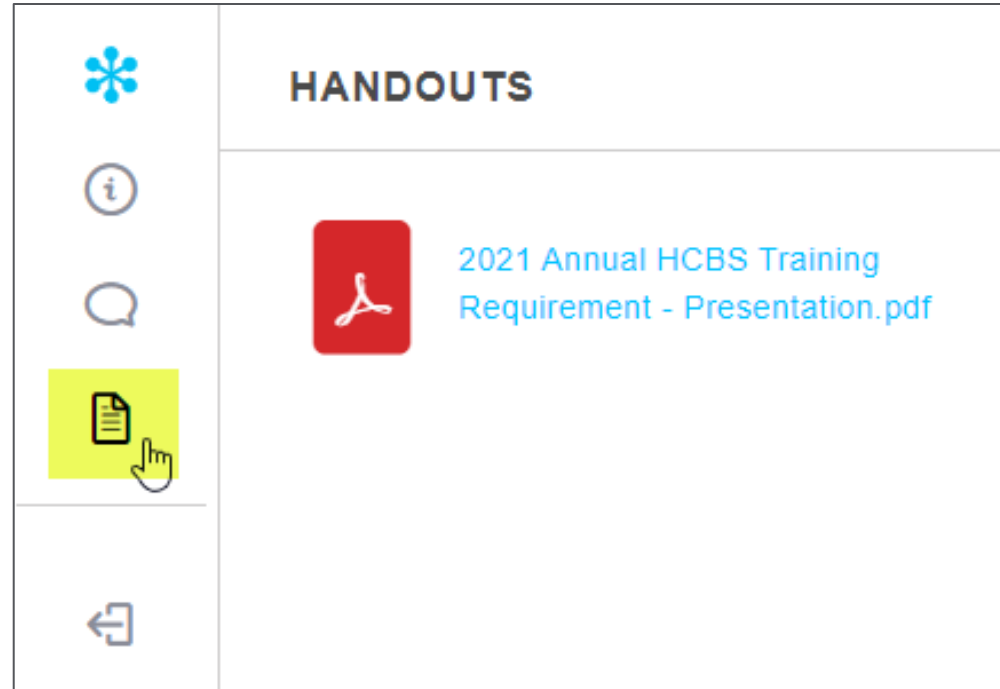 HANDOUTS
2021 Annual HCBS Training
Requirement - Presentation.pdf